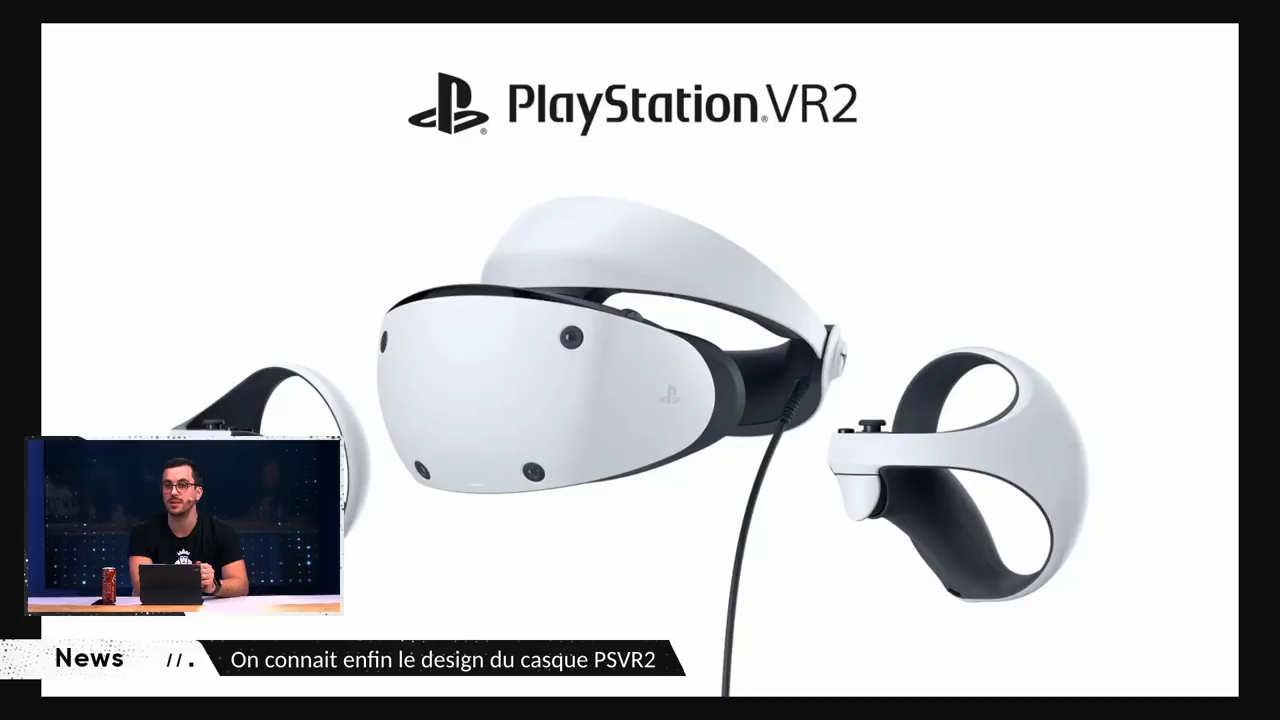 PlayStation®VR2
News //.
On connait enfin le design du casque PSVR2